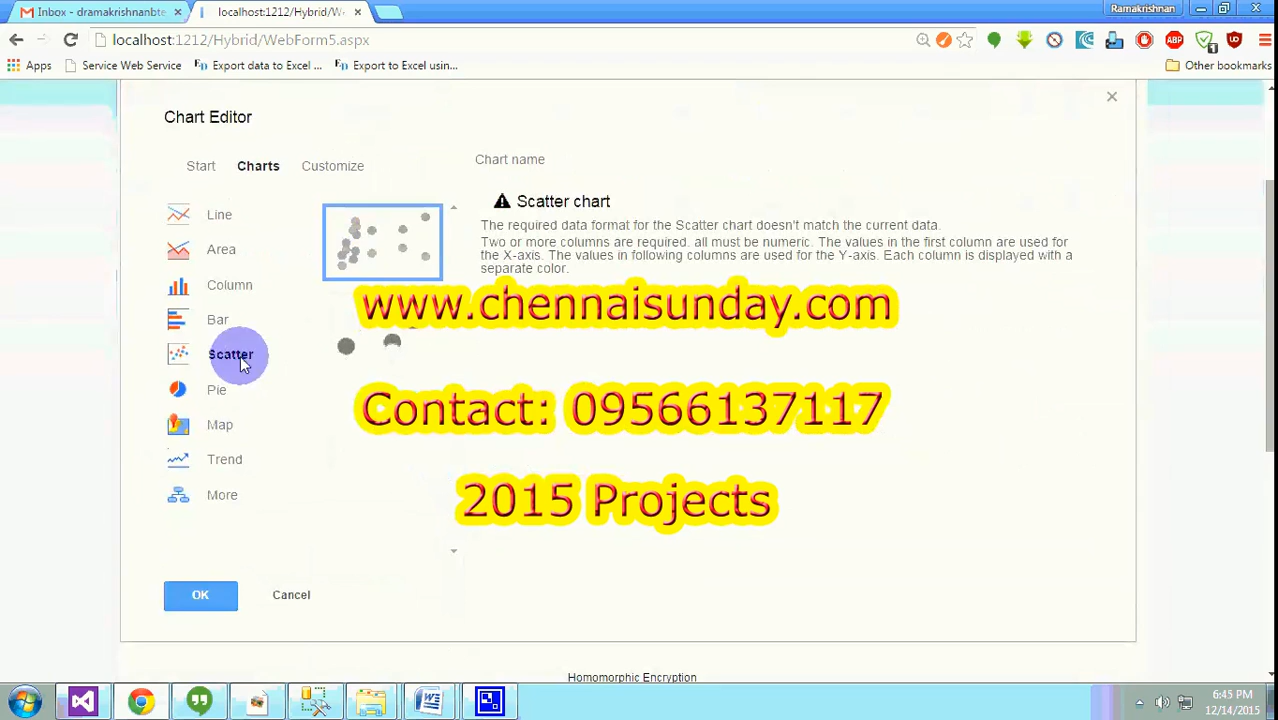 Inbox - dramakrishnanbte
localhost:1212/Hybrid/We
Ramakrishnan
localhost:1212/Hybrid/WebForm5.aspx
Apps
Service Web Service
Export data to Excel ...
Export to Excel usin...
Other bookmarks
Chart Editor
Start
Charts
Customize
Chart name
Line
Area
Column
Bar
Scatter
Pie
Map
Trend
More
Scatter chart
The required data format for the Scatter chart doesn't match the current data.
Two or more columns are required. all must be numeric. The values in the first column are used for
the X-axis. The values in following columns are used for the Y-axis. Each column is displayed with a
separate color.
www.chennaisunday.com
Contact: 09566137117
2015 Projects
OK
Cancel
Homomorphic Encryption
6:45 PM
12/14/2015